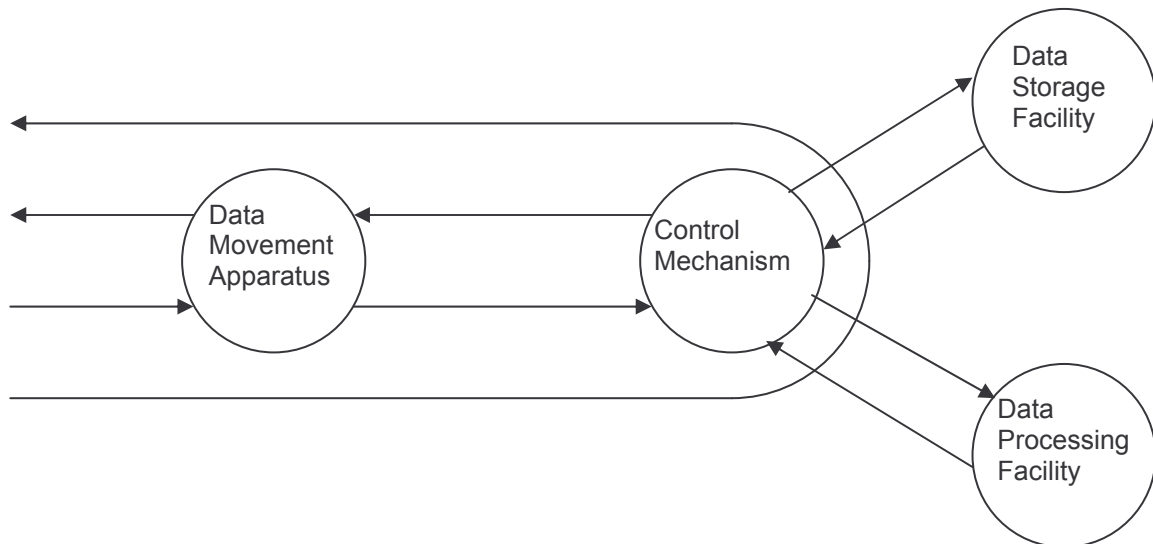 Data
Storage
Facility
Data
Movement
Apparatus
Control
Mechanism
Data
Processing
Facility